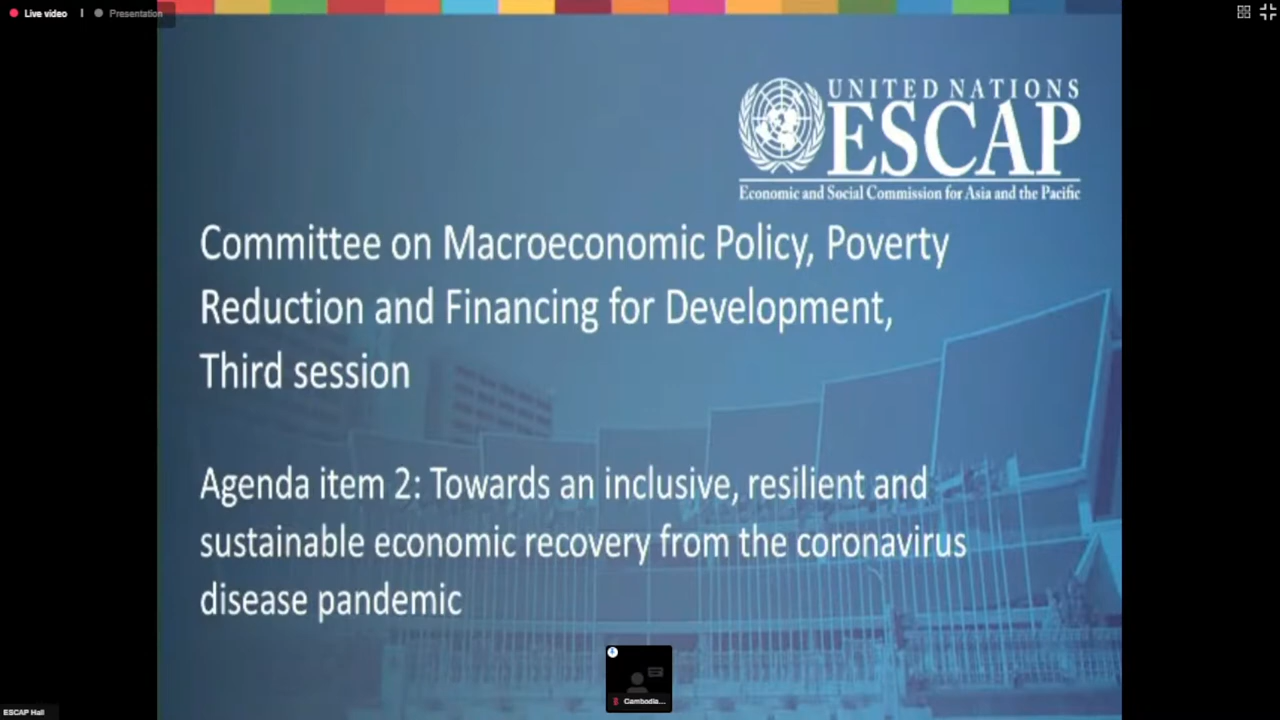 Live video
Presentation
UNITED NATIONS
ESCAP
Economic and Social Commission for Asia and the Pacific
Committee on Macroeconomic Policy, Poverty
Reduction and Financing for Development,
Third session
Agenda item 2: Towards an inclusive, resilient and
sustainable economic recovery from the coronavirus
disease pandemic
Cambodia...
ESCAP Hall